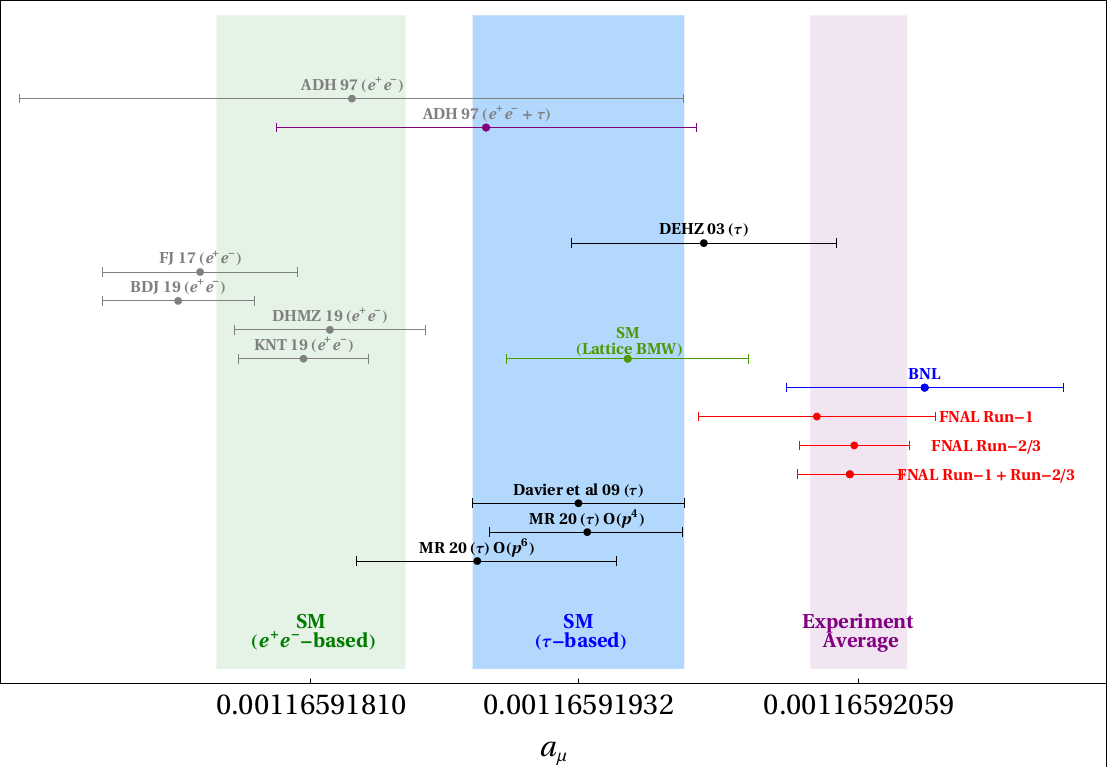 ADH 97 (e⁺e⁻)
ADH 97 (e⁺e⁻ + τ)
DEHZ 03 (τ)
FJ 17 (e⁺e⁻)
BDJ 19 (e⁺e⁻)
DHMZ 19 (e⁺e⁻)
KNT 19 (e⁺e⁻)
SM
(Lattice BMW)
BNL
FNAL Run−1
FNAL Run−2/3
FNAL Run−1 + Run−2/3
Davier et al 09 (τ)
MR 20 (τ) O(p⁴)
MR 20 (τ) O(p⁶)
SM
(e⁺e⁻−based)
SM
(τ−based)
Experiment
Average
0.00116591810
0.00116591932
0.00116592059
aμ